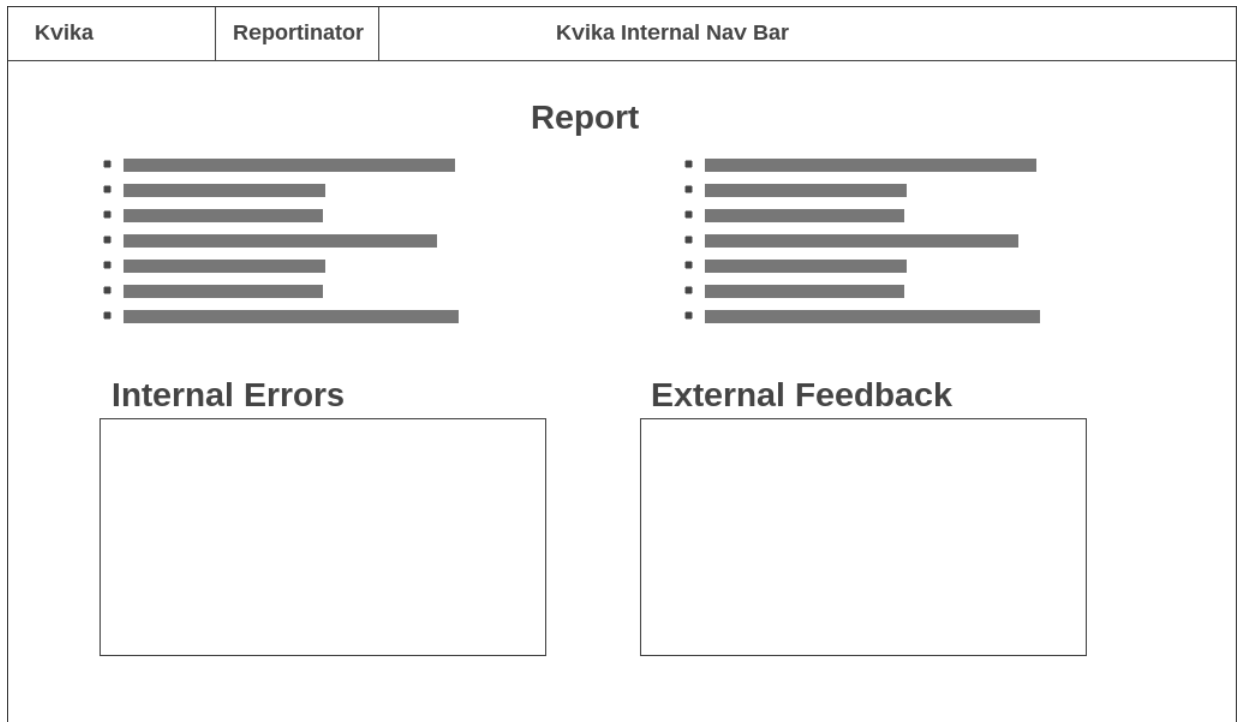 Kvika
Reportinator
Kvika Internal Nav Bar
Report
Internal Errors
External Feedback